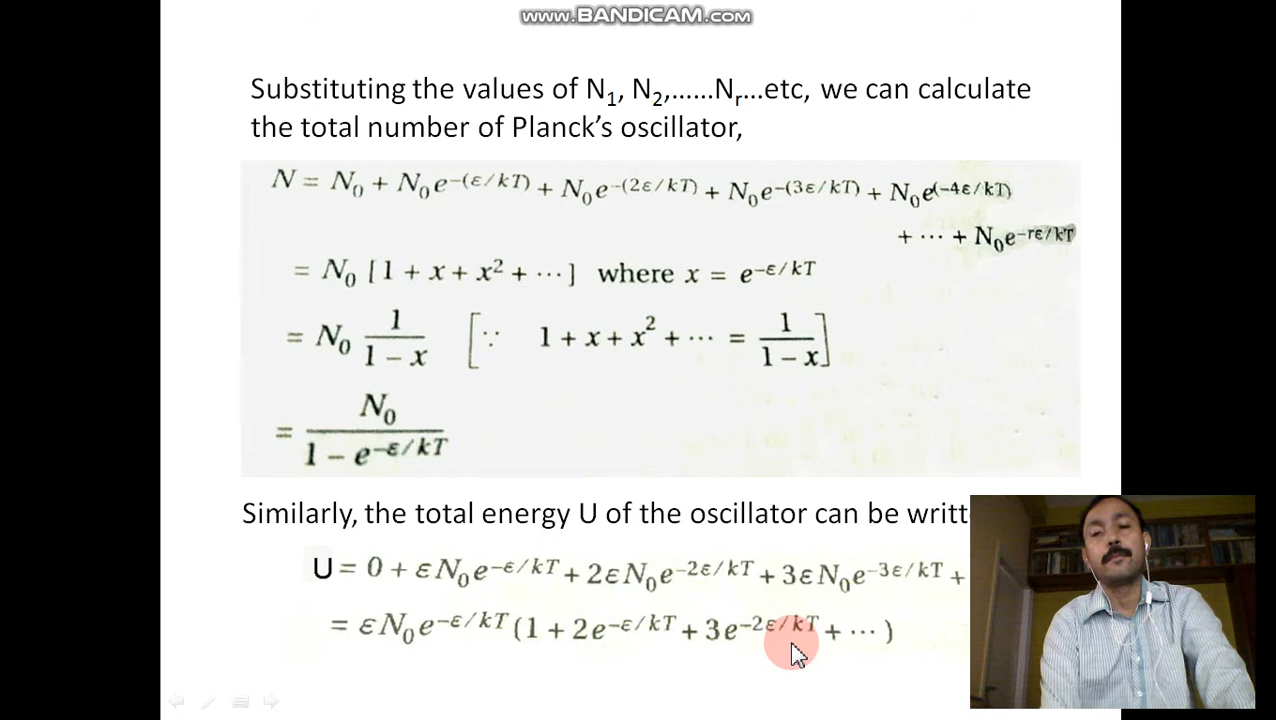 www.BANDICAM.com
Substituting the values of N₁, N₂,......Nᵣ...etc, we can calculate
the total number of Planck's oscillator,
N = N₀ + N₀e^-(ε/kT) + N₀e^-(2ε/kT) + N₀e^-(3ε/kT) + N₀e^(-4ε/kT)
+ ··· + N₀e^-rε/kT
= N₀ [1 + x + x² + ···] where x = e^-ε/kT
= N₀ 1/(1 − x) [∵ 1 + x + x² + ··· = 1/(1 − x)]
= N₀/(1 − e^-ε/kT)
Similarly, the total energy U of the oscillator can be writt
U = 0 + εN₀e^-ε/kT + 2εN₀e^-2ε/kT + 3εN₀e^-3ε/kT +
= εN₀e^-ε/kT (1 + 2e^-ε/kT + 3e^-2ε/kT + ··· )